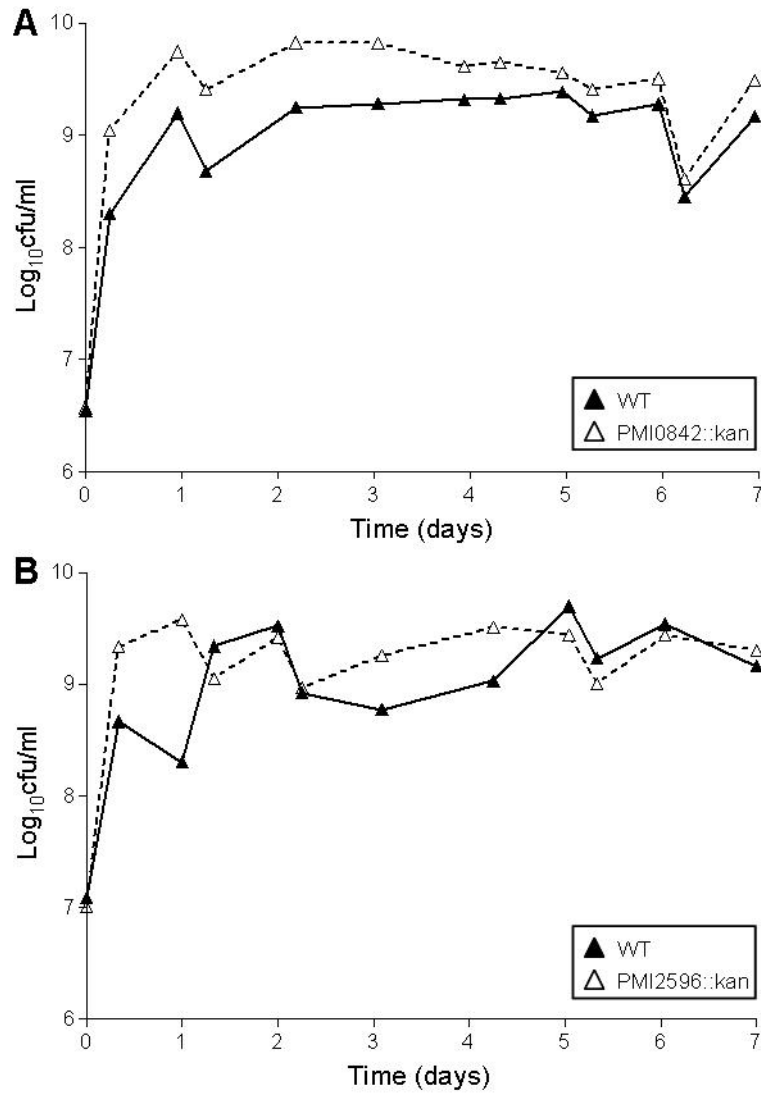 A
10
9
8
7
6
Log10cfu/ml
0 1 2 3 4 5 6 7
Time (days)
WT
PMI0842::kan
B
10
9
8
7
6
Log10cfu/ml
0 1 2 3 4 5 6 7
Time (days)
WT
PMI2596::kan